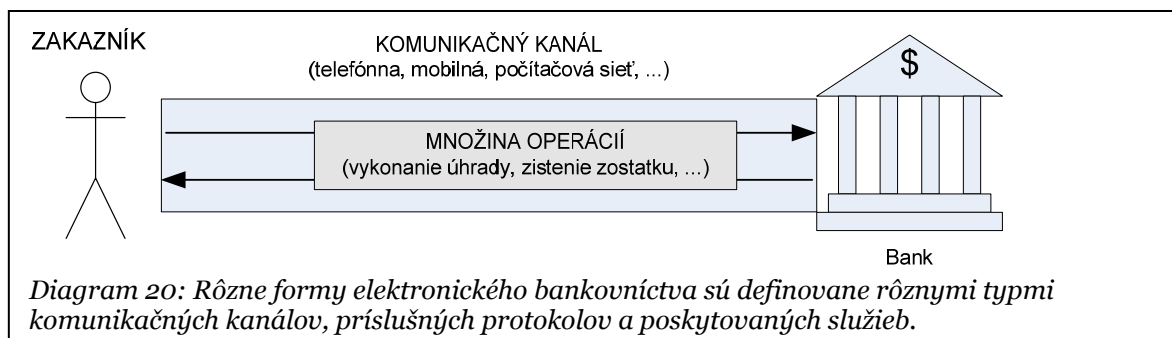 ZAKAZNÍK
KOMUNIKAČNÝ KANÁL
(telefónna, mobilná, počítačová sieť, ...)
$
MNOŽINA OPERÁCIÍ
(vykonanie úhrady, zistenie zostatku, ...)
Bank
Diagram 20: Rôzne formy elektronického bankovníctva sú definovane rôznymi typmi
komunikačných kanálov, príslušných protokolov a poskytovaných služieb.